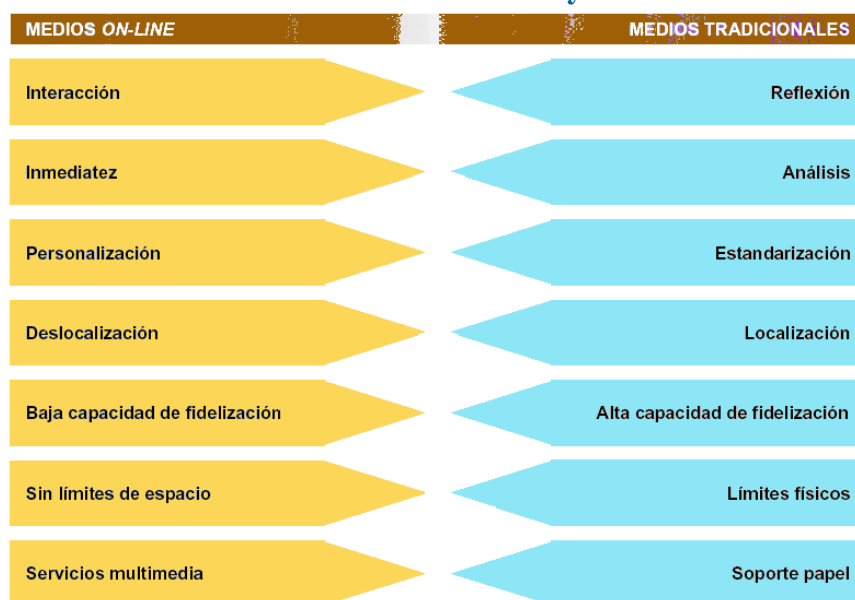 MEDIOS ON-LINE MEDIOS TRADICIONALES
Interacción Reflexión
Inmediatez Análisis
Personalización Estandarización
Deslocalización Localización
Baja capacidad de fidelización Alta capacidad de fidelización
Sin límites de espacio Límites físicos
Servicios multimedia Soporte papel